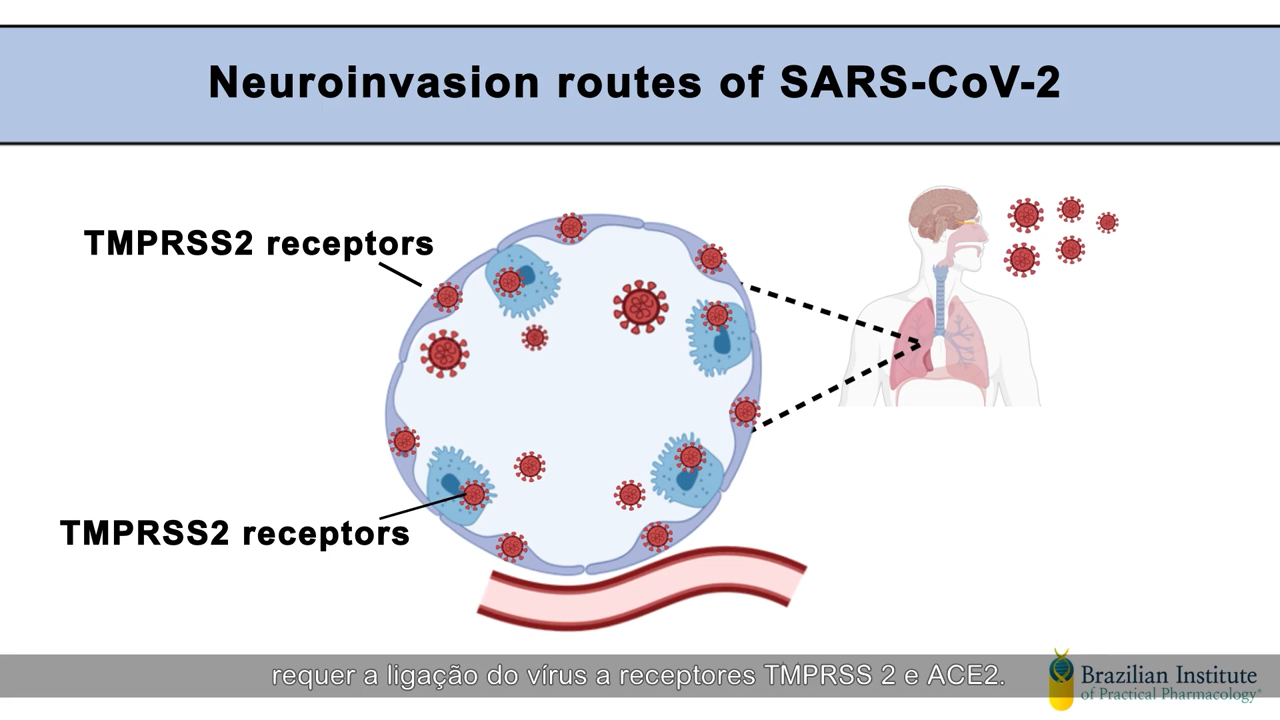 Neuroinvasion routes of SARS-CoV-2
TMPRSS2 receptors
TMPRSS2 receptors
requer a ligação do vírus a receptores TMPRSS 2 e ACE2.
Brazilian Institute
of Practical Pharmacology®